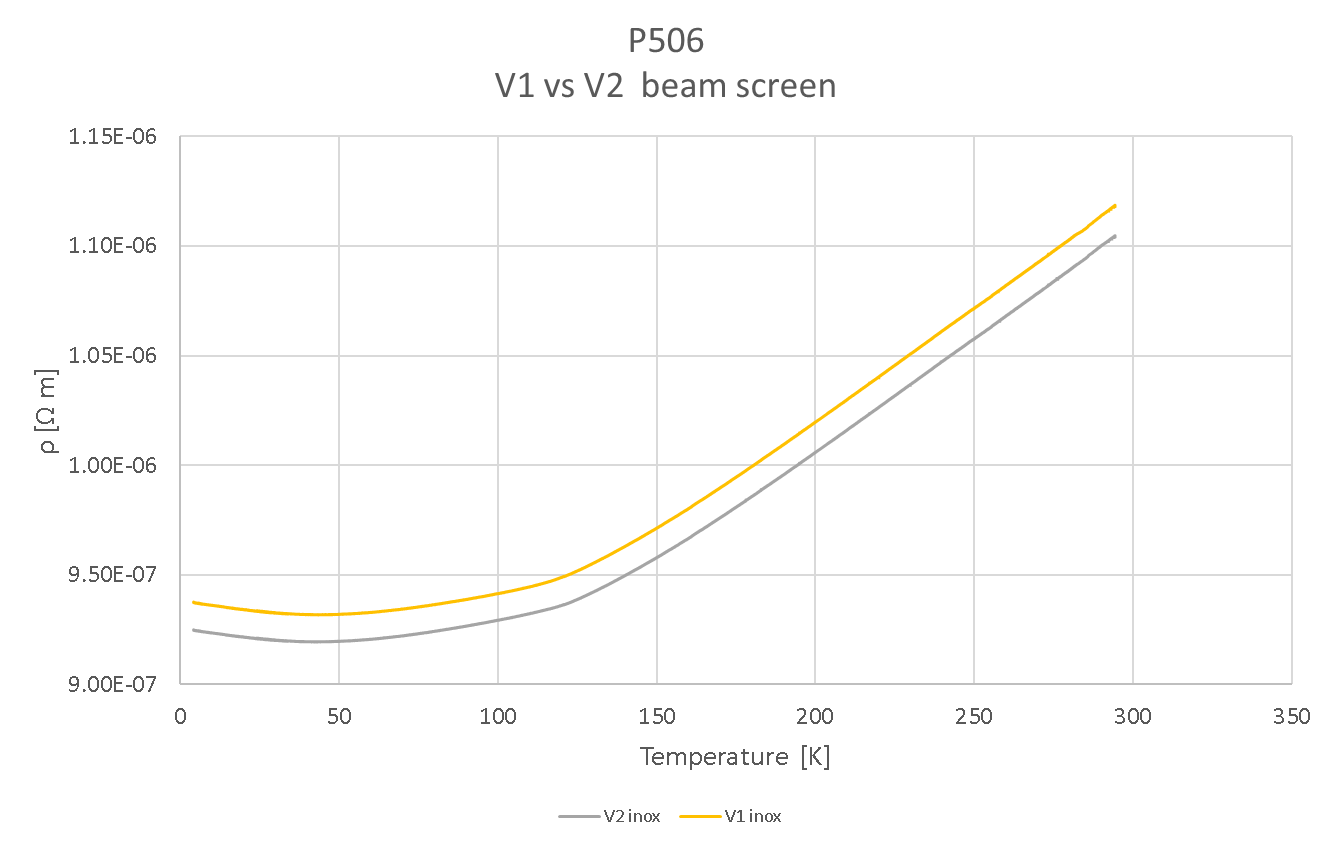 P506
V1 vs V2 beam screen
1.15E-06
1.10E-06
1.05E-06
1.00E-06
9.50E-07
9.00E-07
ρ [Ω m]
0 50 100 150 200 250 300 350
Temperature [K]
V2 inox V1 inox